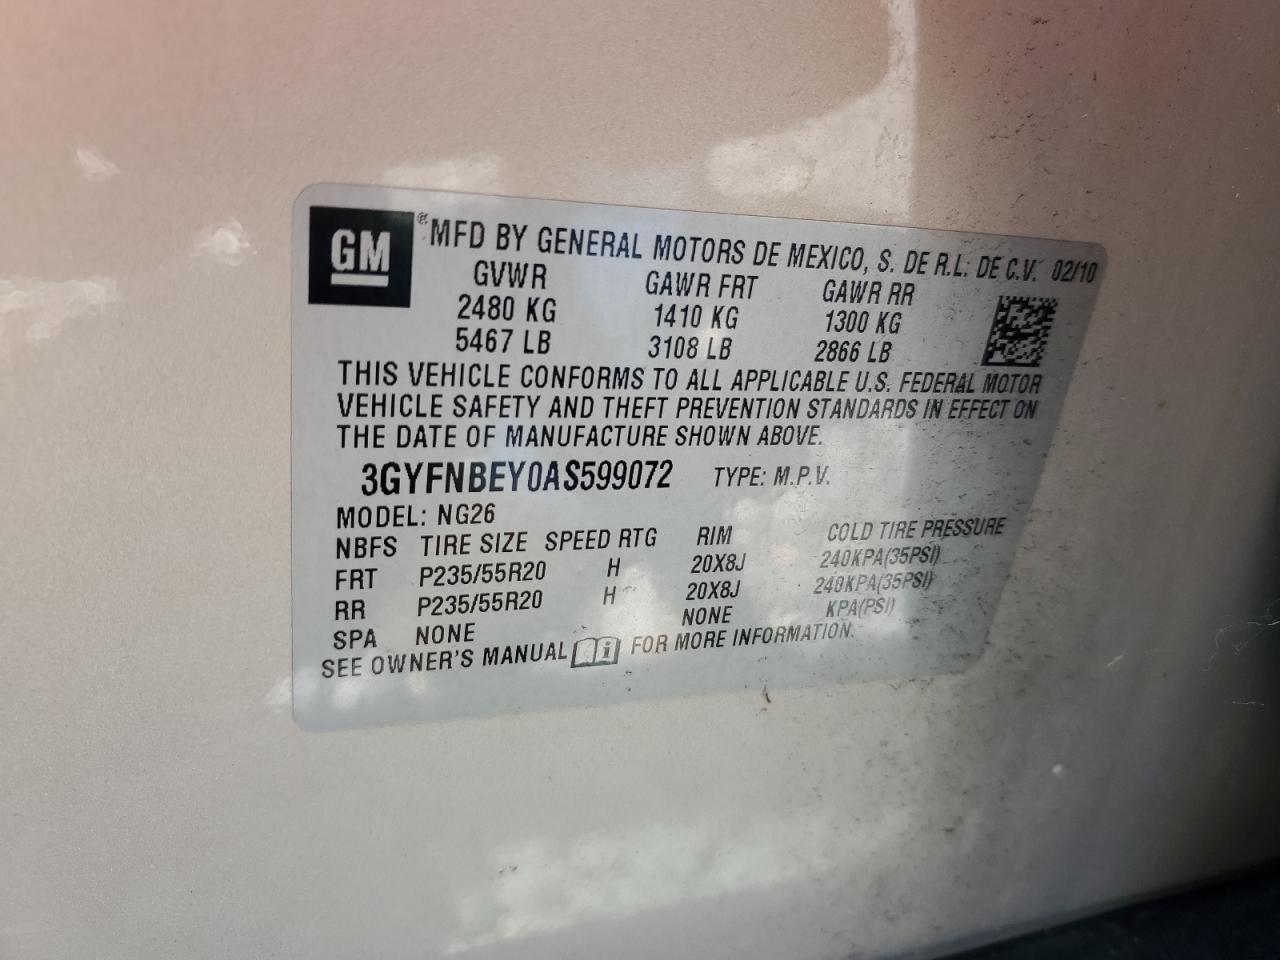 GM ® MFD BY GENERAL MOTORS DE MEXICO, S. DE R.L. DE C.V. 02/10
GVWR GAWR FRT GAWR RR
2480 KG 1410 KG 1300 KG
5467 LB 3108 LB 2866 LB
THIS VEHICLE CONFORMS TO ALL APPLICABLE U.S. FEDERAL MOTOR
VEHICLE SAFETY AND THEFT PREVENTION STANDARDS IN EFFECT ON
THE DATE OF MANUFACTURE SHOWN ABOVE.
3GYFNBEY0AS599072 TYPE: M.P.V.
MODEL: NG26
NBFS TIRE SIZE SPEED RTG RIM COLD TIRE PRESSURE
FRT P235/55R20 H 20X8J 240KPA(35PSI)
RR P235/55R20 H 20X8J 240KPA(35PSI)
SPA NONE NONE KPA(PSI)
SEE OWNER'S MANUAL i FOR MORE INFORMATION.